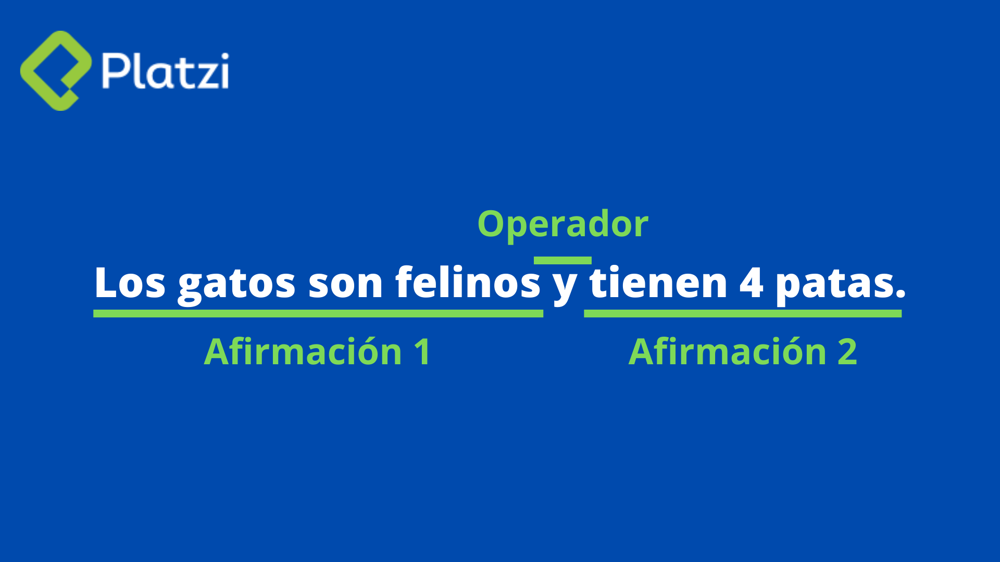 Platzi
Operador
Los gatos son felinos y tienen 4 patas.
Afirmación 1
Afirmación 2